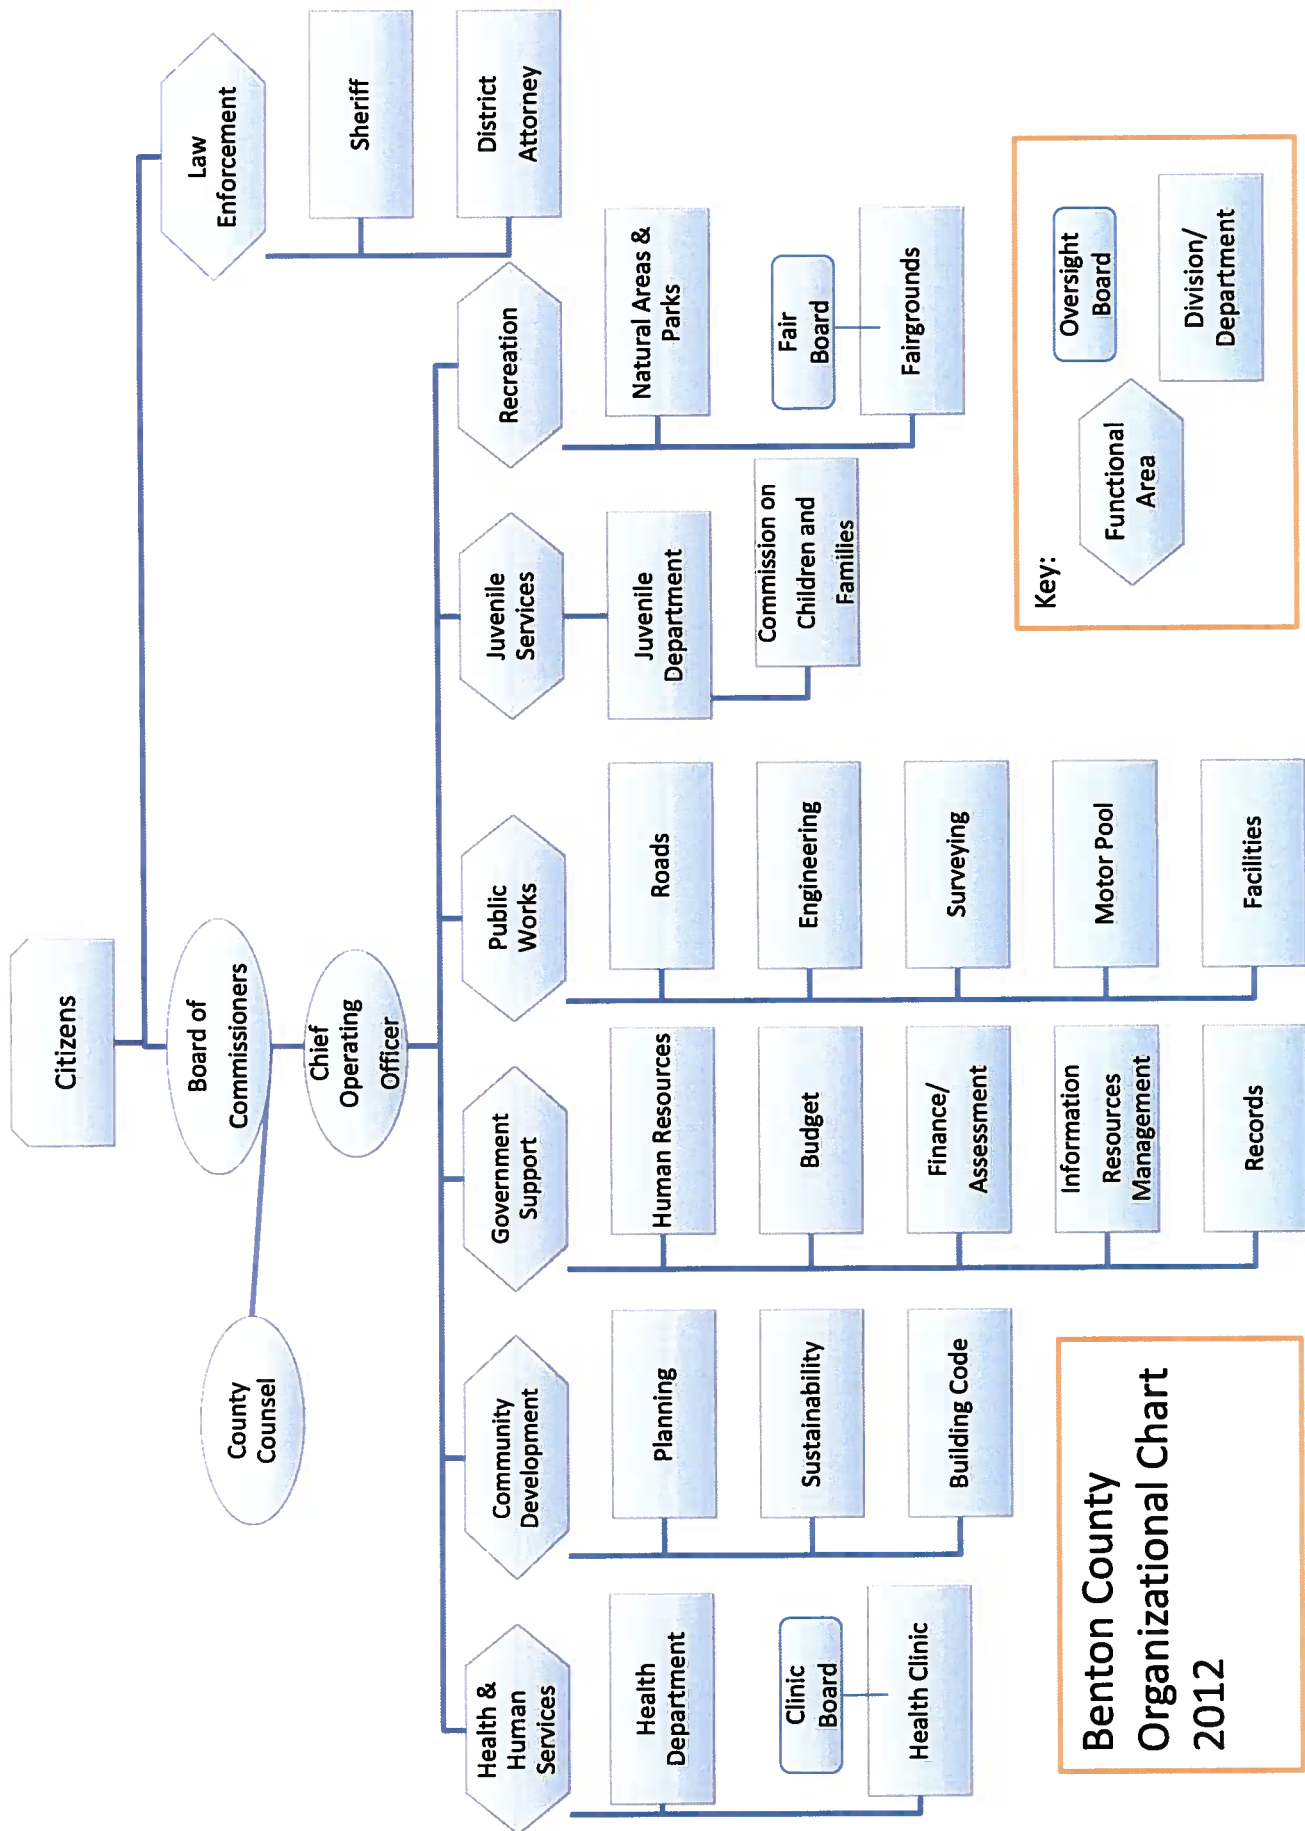 Citizens
Board of
Commissioners
County
Counsel
Chief
Operating
Officer
Law
Enforcement
Sheriff
District
Attorney
Health &
Human
Services
Health
Department
Clinic
Board
Health Clinic
Community
Development
Planning
Sustainability
Building Code
Government
Support
Human Resources
Budget
Finance/
Assessment
Information
Resources
Management
Records
Public
Works
Roads
Engineering
Surveying
Motor Pool
Facilities
Juvenile
Services
Juvenile
Department
Commission on
Children and
Families
Recreation
Natural Areas &
Parks
Fair
Board
Fairgrounds
Benton County
Organizational Chart
2012
Key:
Functional
Area
Oversight
Board
Division/
Department